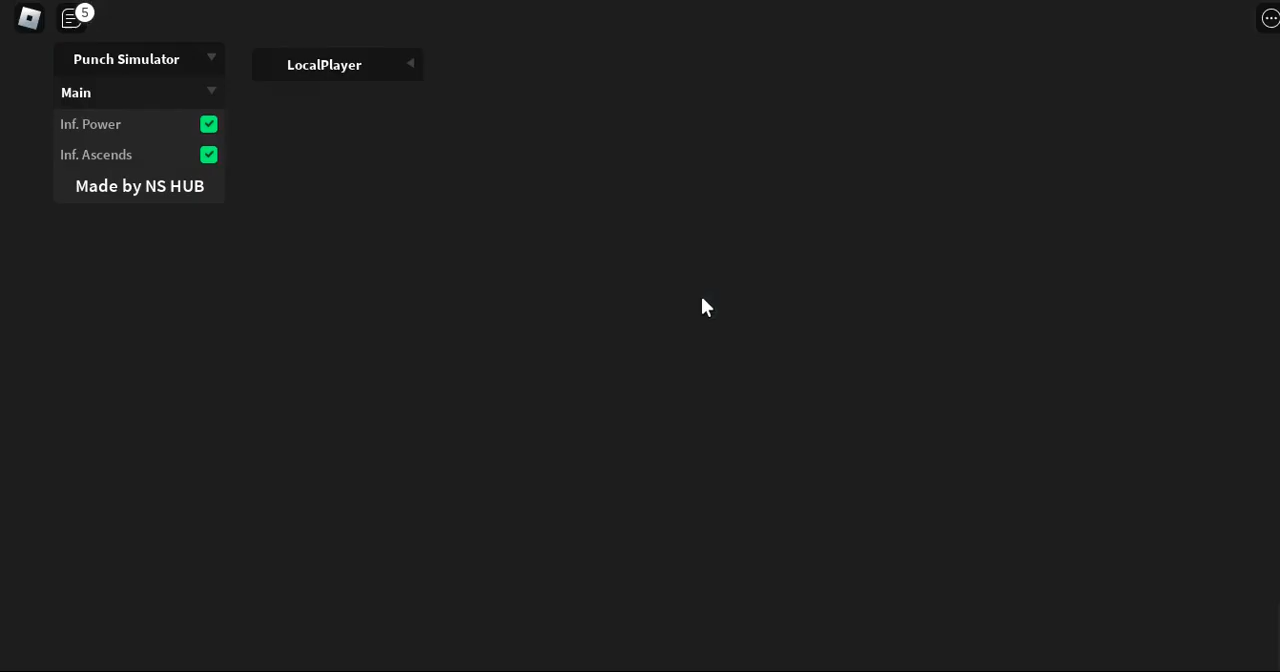 5
Punch Simulator
LocalPlayer
Main
Inf. Power
Inf. Ascends
Made by NS HUB